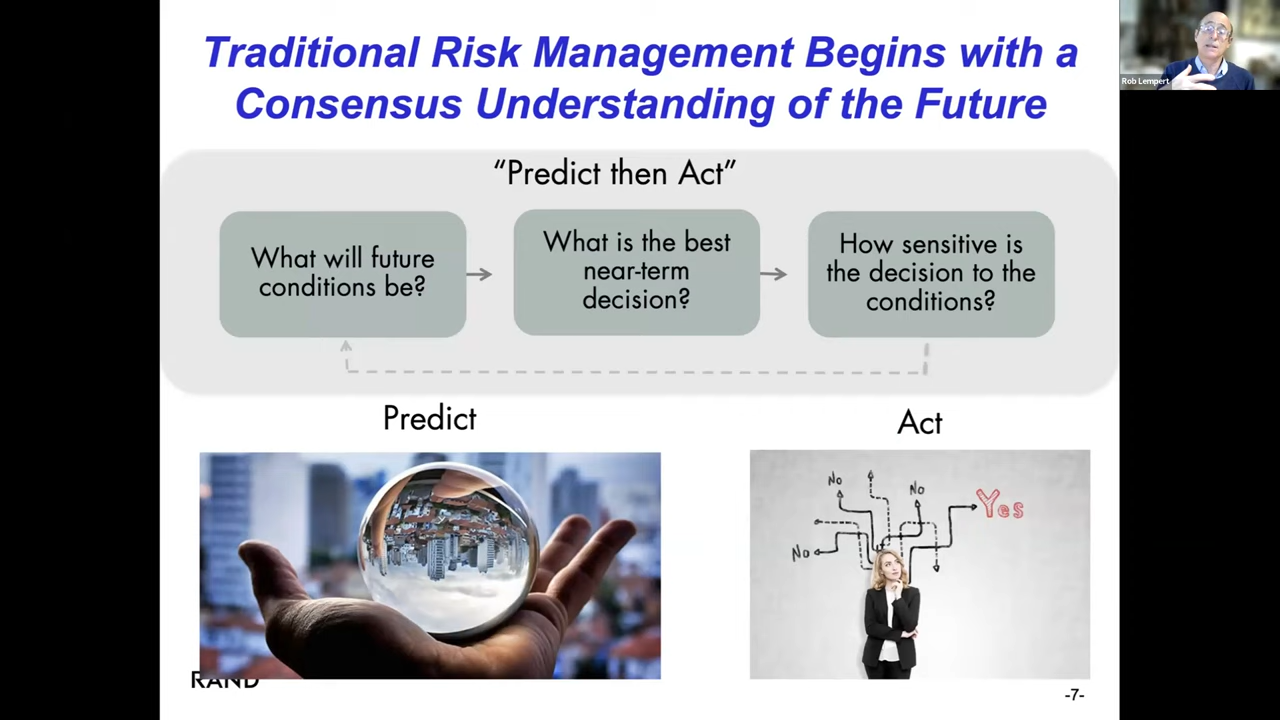 Traditional Risk Management Begins with a
Consensus Understanding of the Future
Rob Lempert
“Predict then Act”
What will future
conditions be?
What is the best
near-term
decision?
How sensitive is
the decision to the
conditions?
Predict
Act
No
No
Yes
No
RAND
-7-